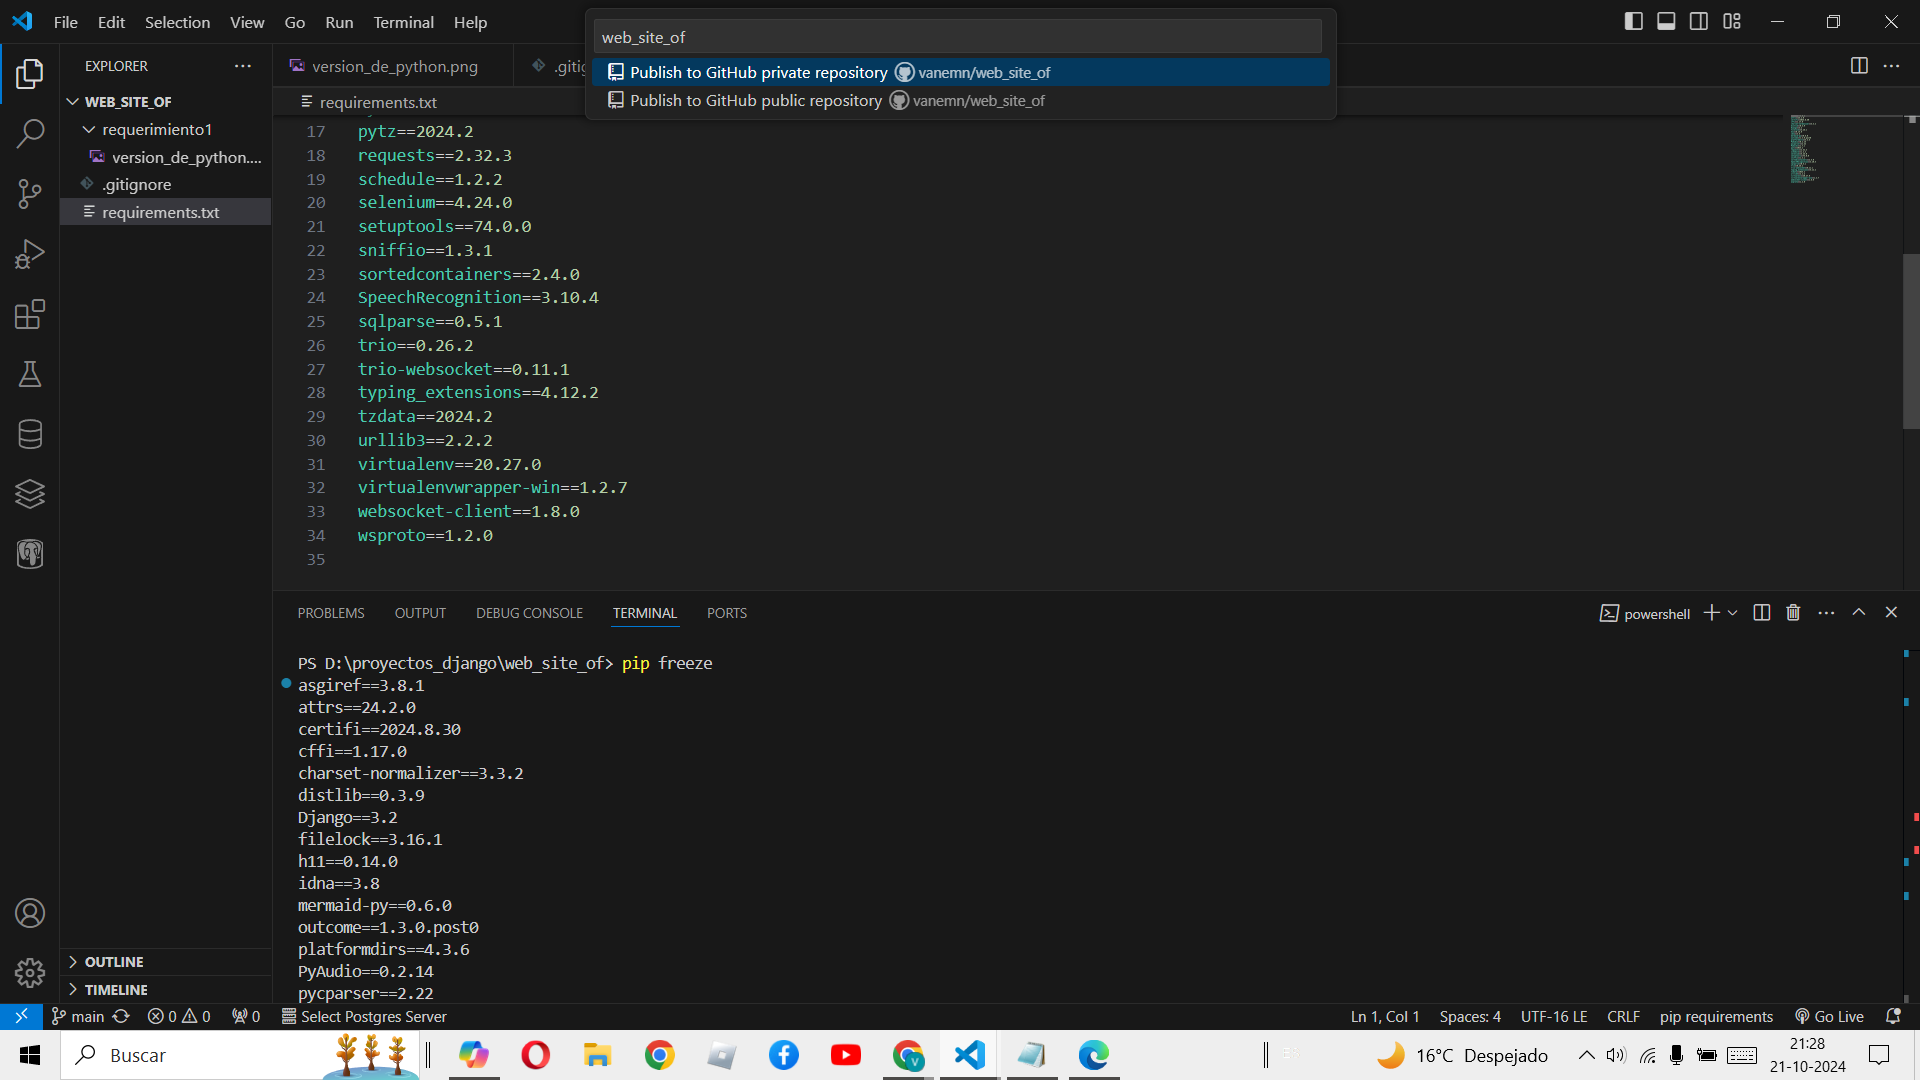 File Edit Selection View Go Run Terminal Help
web_site_of
Publish to GitHub private repository vanemn/web_site_of
Publish to GitHub public repository vanemn/web_site_of
EXPLORER
WEB_SITE_OF
requerimiento1
version_de_python....
.gitignore
requirements.txt
OUTLINE
TIMELINE
version_de_python.png
.gitig
requirements.txt
17 pytz==2024.2
18 requests==2.32.3
19 schedule==1.2.2
20 selenium==4.24.0
21 setuptools==74.0.0
22 sniffio==1.3.1
23 sortedcontainers==2.4.0
24 SpeechRecognition==3.10.4
25 sqlparse==0.5.1
26 trio==0.26.2
27 trio-websocket==0.11.1
28 typing_extensions==4.12.2
29 tzdata==2024.2
30 urllib3==2.2.2
31 virtualenv==20.27.0
32 virtualenvwrapper-win==1.2.7
33 websocket-client==1.8.0
34 wsproto==1.2.0
35
PROBLEMS OUTPUT DEBUG CONSOLE TERMINAL PORTS
powershell
PS D:\proyectos_django\web_site_of> pip freeze
asgiref==3.8.1
attrs==24.2.0
certifi==2024.8.30
cffi==1.17.0
charset-normalizer==3.3.2
distlib==0.3.9
Django==3.2
filelock==3.16.1
h11==0.14.0
idna==3.8
mermaid-py==0.6.0
outcome==1.3.0.post0
platformdirs==4.3.6
PyAudio==0.2.14
pycparser==2.22
main 0 0 0 Select Postgres Server
Ln 1, Col 1 Spaces: 4 UTF-16 LE CRLF pip requirements Go Live
Buscar
16°C Despejado
21:28
21-10-2024